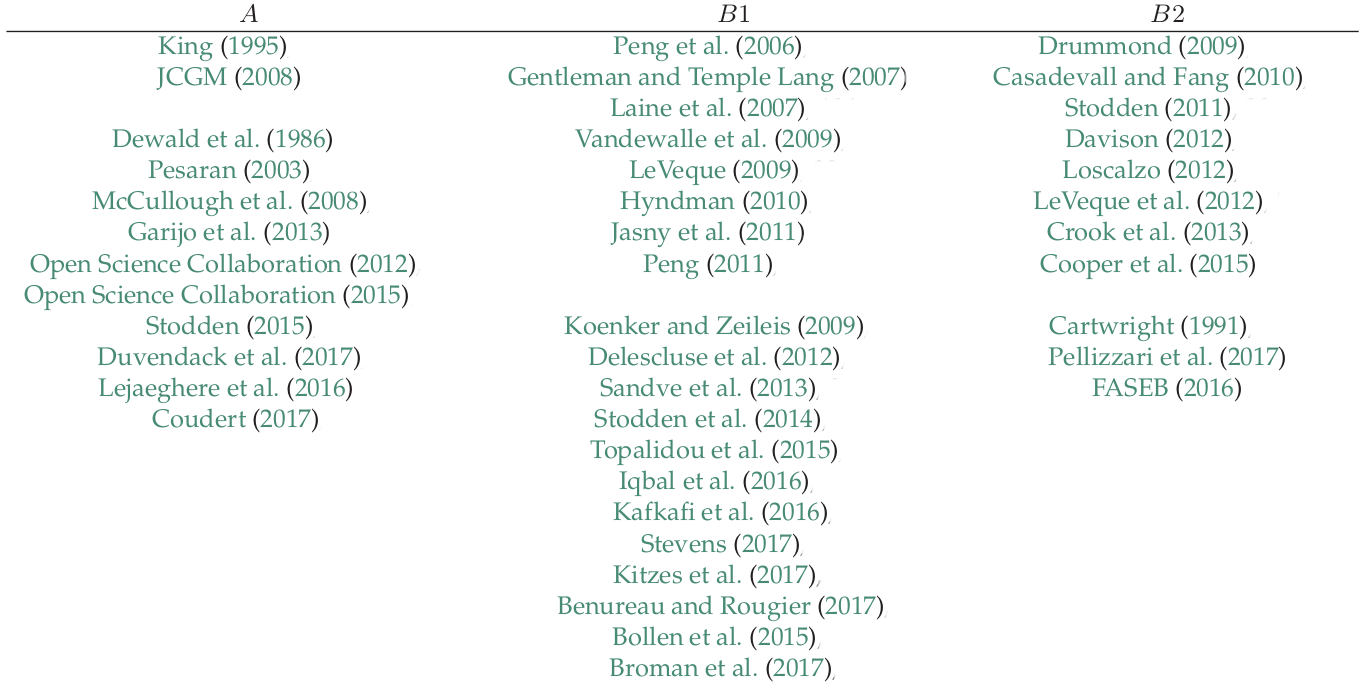 A B1 B2
King (1995) Peng et al. (2006) Drummond (2009)
JCGM (2008) Gentleman and Temple Lang (2007) Casadevall and Fang (2010)
Laine et al. (2007) Stodden (2011)
Dewald et al. (1986) Vandewalle et al. (2009) Davison (2012)
Pesaran (2003) LeVeque (2009) Loscalzo (2012)
McCullough et al. (2008) Hyndman (2010) LeVeque et al. (2012)
Garijo et al. (2013) Jasny et al. (2011) Crook et al. (2013)
Open Science Collaboration (2012) Peng (2011) Cooper et al. (2015)
Open Science Collaboration (2015)
Stodden (2015) Koenker and Zeileis (2009) Cartwright (1991)
Duvendack et al. (2017) Delescluse et al. (2012) Pellizzari et al. (2017)
Lejaeghere et al. (2016) Sandve et al. (2013) FASEB (2016)
Coudert (2017) Stodden et al. (2014)
Topalidou et al. (2015)
Iqbal et al. (2016)
Kafkafi et al. (2016)
Stevens (2017)
Kitzes et al. (2017)
Benureau and Rougier (2017)
Bollen et al. (2015)
Broman et al. (2017)